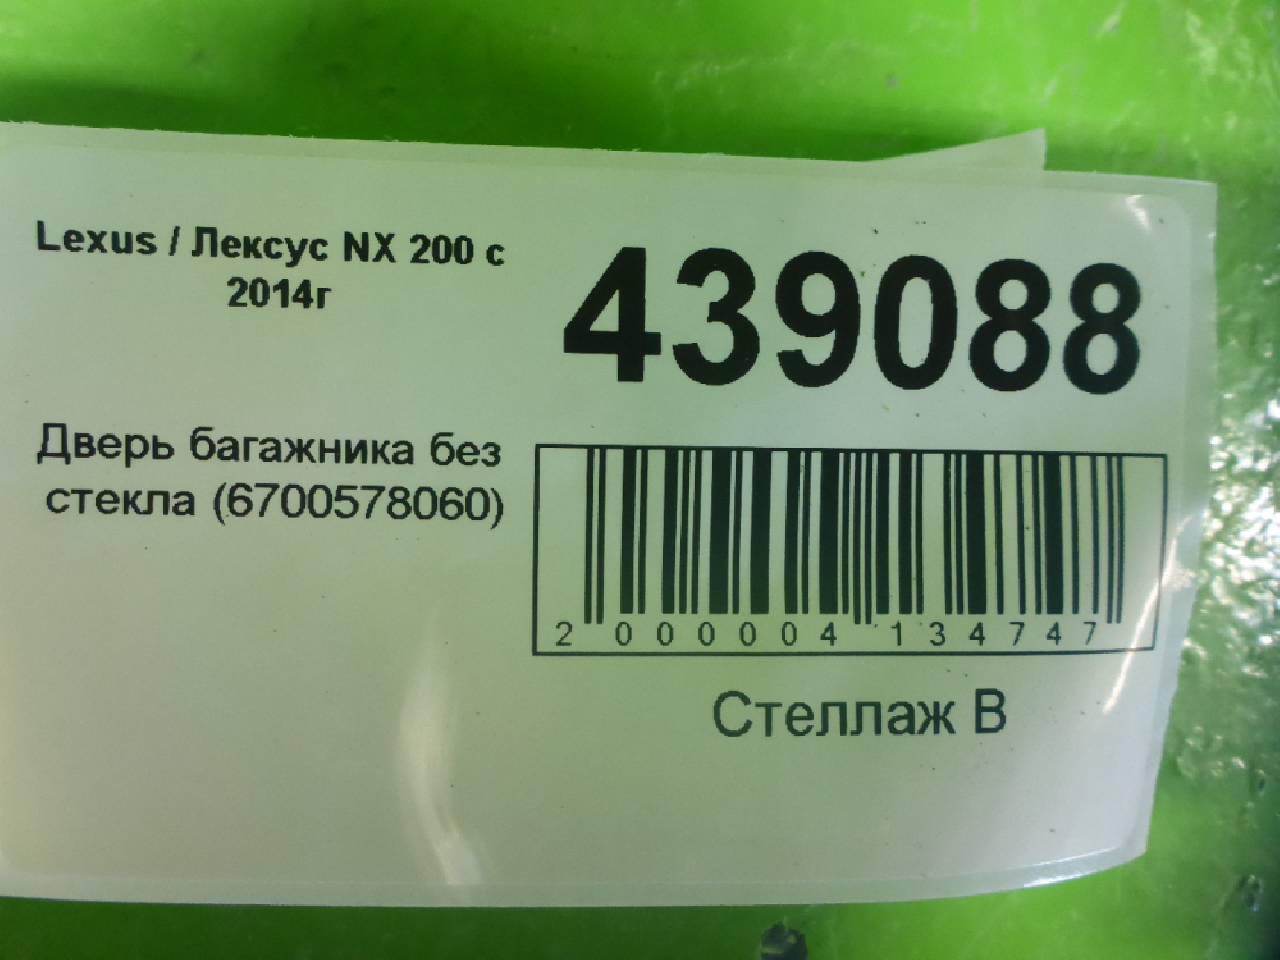 Lexus / Лексус NX 200 с
2014г
439088
Дверь багажника без
стекла (6700578060)
2 000004 134747
Стеллаж В